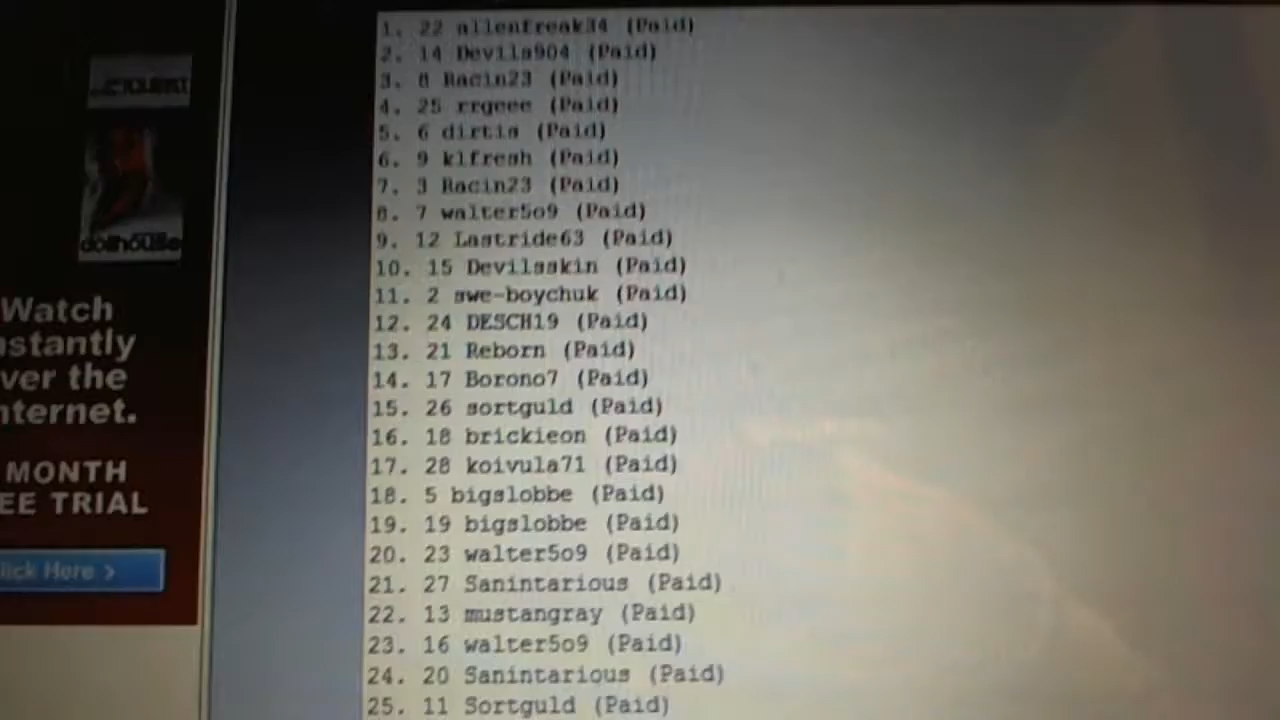 1. 22 allenfreak34 (Paid)
2. 14 Devils904 (Paid)
3. 8 Racin23 (Paid)
4. 25 rrgeee (Paid)
5. 6 dirtis (Paid)
6. 9 klfresh (Paid)
7. 3 Racin23 (Paid)
8. 7 walter5o9 (Paid)
9. 12 Lastride63 (Paid)
10. 15 Devilsskin (Paid)
11. 2 swe-boychuk (Paid)
12. 24 DESCH19 (Paid)
13. 21 Reborn (Paid)
14. 17 Borono7 (Paid)
15. 26 sortguld (Paid)
16. 18 brickieon (Paid)
17. 28 koivula71 (Paid)
18. 5 bigslobbe (Paid)
19. 19 bigslobbe (Paid)
20. 23 walter5o9 (Paid)
21. 27 Sanintarious (Paid)
22. 13 mustangray (Paid)
23. 16 walter5o9 (Paid)
24. 20 Sanintarious (Paid)
25. 11 Sortguld (Paid)
dollhouse
Watch
nstantly
ver the
nternet.
MONTH
EE TRIAL
lick Here >